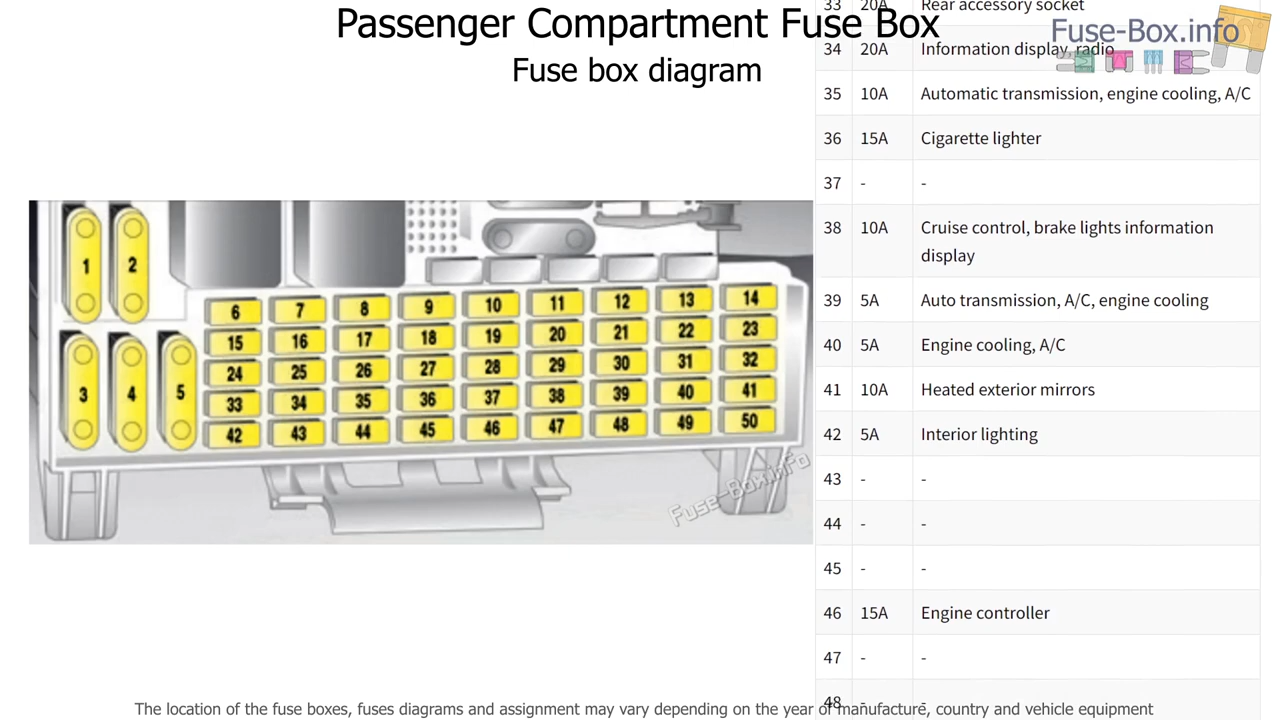 Passenger Compartment Fuse Box
Fuse box diagram
Fuse-Box.info
33 20A Rear accessory socket
34 20A Information display, radio
35 10A Automatic transmission, engine cooling, A/C
36 15A Cigarette lighter
37 - -
38 10A Cruise control, brake lights information
display
39 5A Auto transmission, A/C, engine cooling
40 5A Engine cooling, A/C
41 10A Heated exterior mirrors
42 5A Interior lighting
43 - -
44 - -
45 - -
46 15A Engine controller
47 - -
48 - -
1 2
6 7 8 9 10 11 12 13 14
15 16 17 18 19 20 21 22 23
24 25 26 27 28 29 30 31 32
3 4 5 33 34 35 36 37 38 39 40 41
42 43 44 45 46 47 48 49 50
Fuse-Box.info
The location of the fuse boxes, fuses diagrams and assignment may vary depending on the year of manufacture, country and vehicle equipment